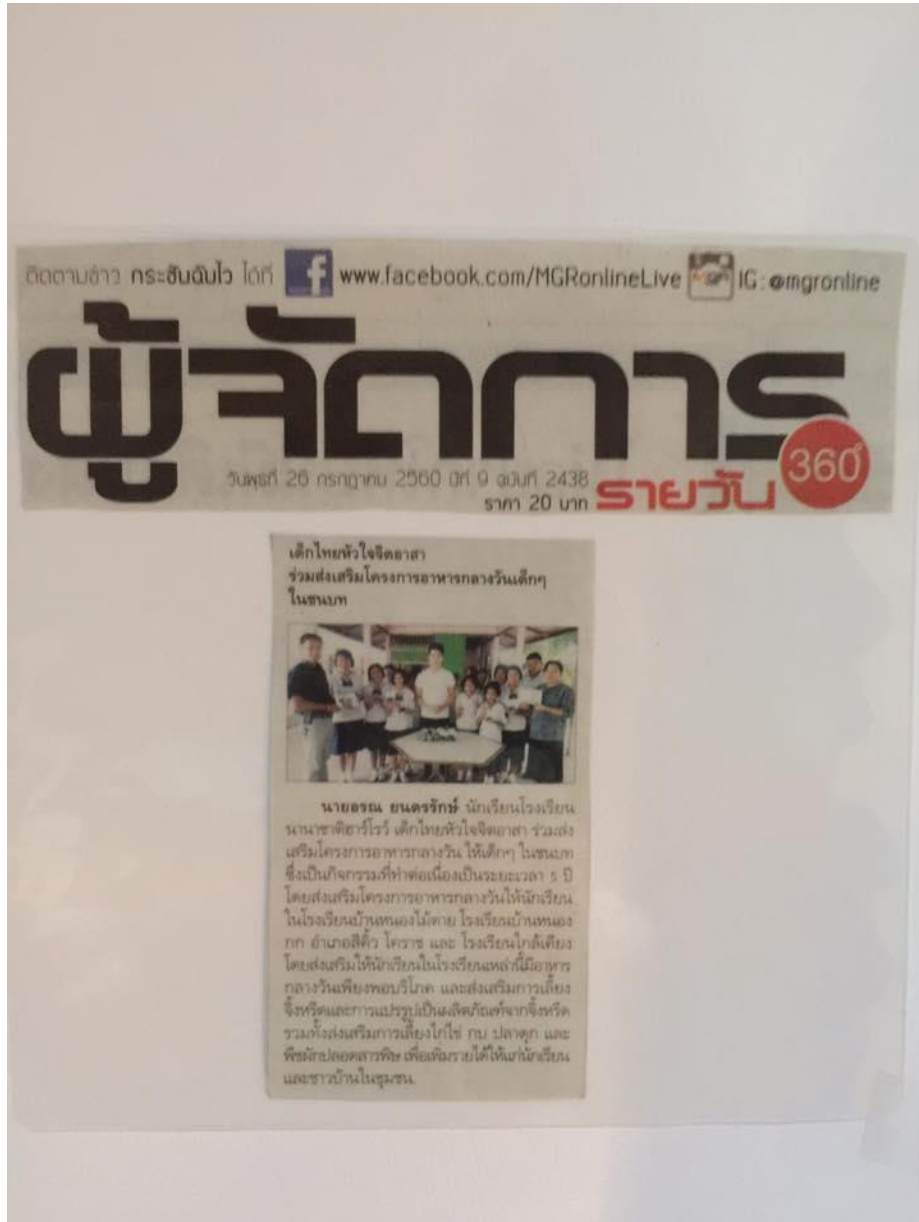 ติดตามข่าว กระชับฉับไว ได้ที่ f www.facebook.com/MGRonlineLive IG : @mgronline
ผู้จัดการ
วันพุธที่ 26 กรกฎาคม 2560 ปีที่ 9 ฉบับที่ 2438
ราคา 20 บาท รายวัน 360°
เด็กไทยหัวใจจิตอาสา
ร่วมส่งเสริมโครงการอาหารกลางวันเด็กๆ
ในชนบท
นายอรณ ยนตรรักษ์ นักเรียนโรงเรียน
นานาชาติฮาร์โรว์ เด็กไทยหัวใจจิตอาสา ร่วมส่ง
เสริมโครงการอาหารกลางวัน ให้เด็กๆ ในชนบท
ซึ่งเป็นกิจกรรมที่ทำต่อเนื่องเป็นระยะเวลา 5 ปี
โดยส่งเสริมโครงการอาหารกลางวันให้นักเรียน
ในโรงเรียนบ้านหนองไม้ตาย โรงเรียนบ้านหนอง
กก อำเภอสีคิ้ว โคราช และ โรงเรียนใกล้เคียง
โดยส่งเสริมให้นักเรียนในโรงเรียนเหล่านี้มีอาหาร
กลางวันเพียงพอบริโภค และส่งเสริมการเลี้ยง
จิ้งหรีดและการแปรรูปเป็นผลิตภัณฑ์จากจิ้งหรีด
รวมทั้งส่งเสริมการเลี้ยงไก่ไข่ กบ ปลาดุก และ
พืชผักปลอดสารพิษ เพื่อเพิ่มรายได้ให้แก่นักเรียน
และชาวบ้านในชุมชน.